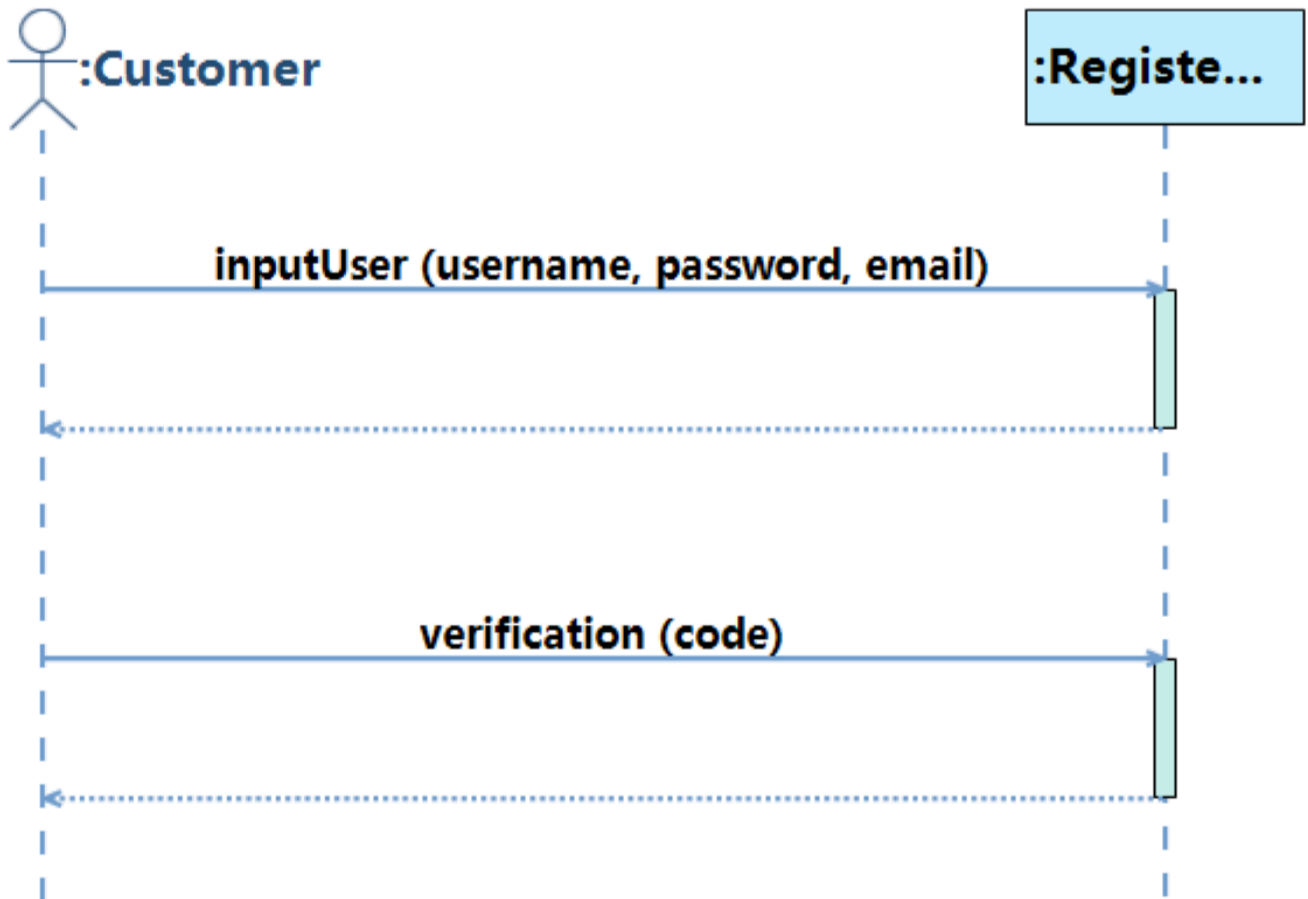 :Customer
:Registe...
inputUser (username, password, email)
verification (code)